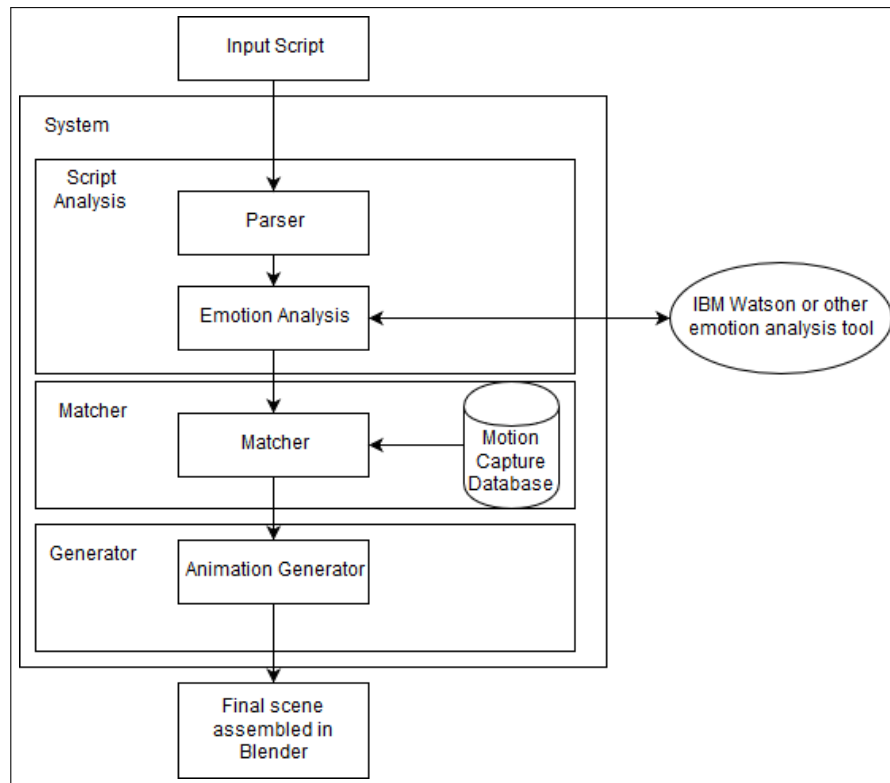 Input Script
System
Script
Analysis
Parser
Emotion Analysis
IBM Watson or other
emotion analysis tool
Matcher
Matcher
Motion
Capture
Database
Generator
Animation Generator
Final scene
assembled in
Blender